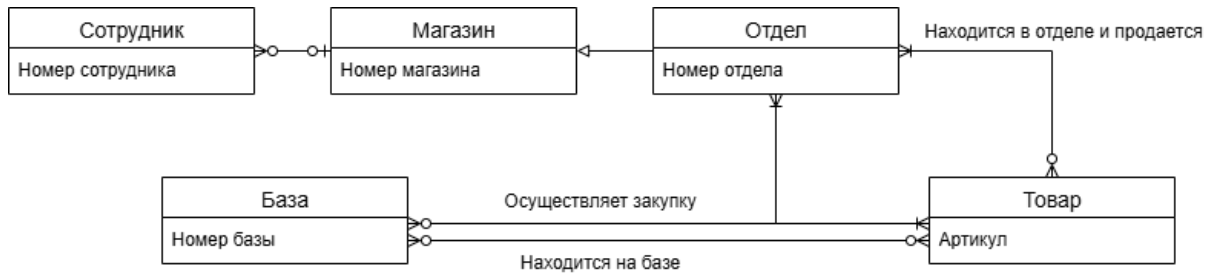 Сотрудник
Номер сотрудника
Магазин
Номер магазина
Отдел
Номер отдела
Находится в отделе и продается
База
Номер базы
Осуществляет закупку
Находится на базе
Товар
Артикул